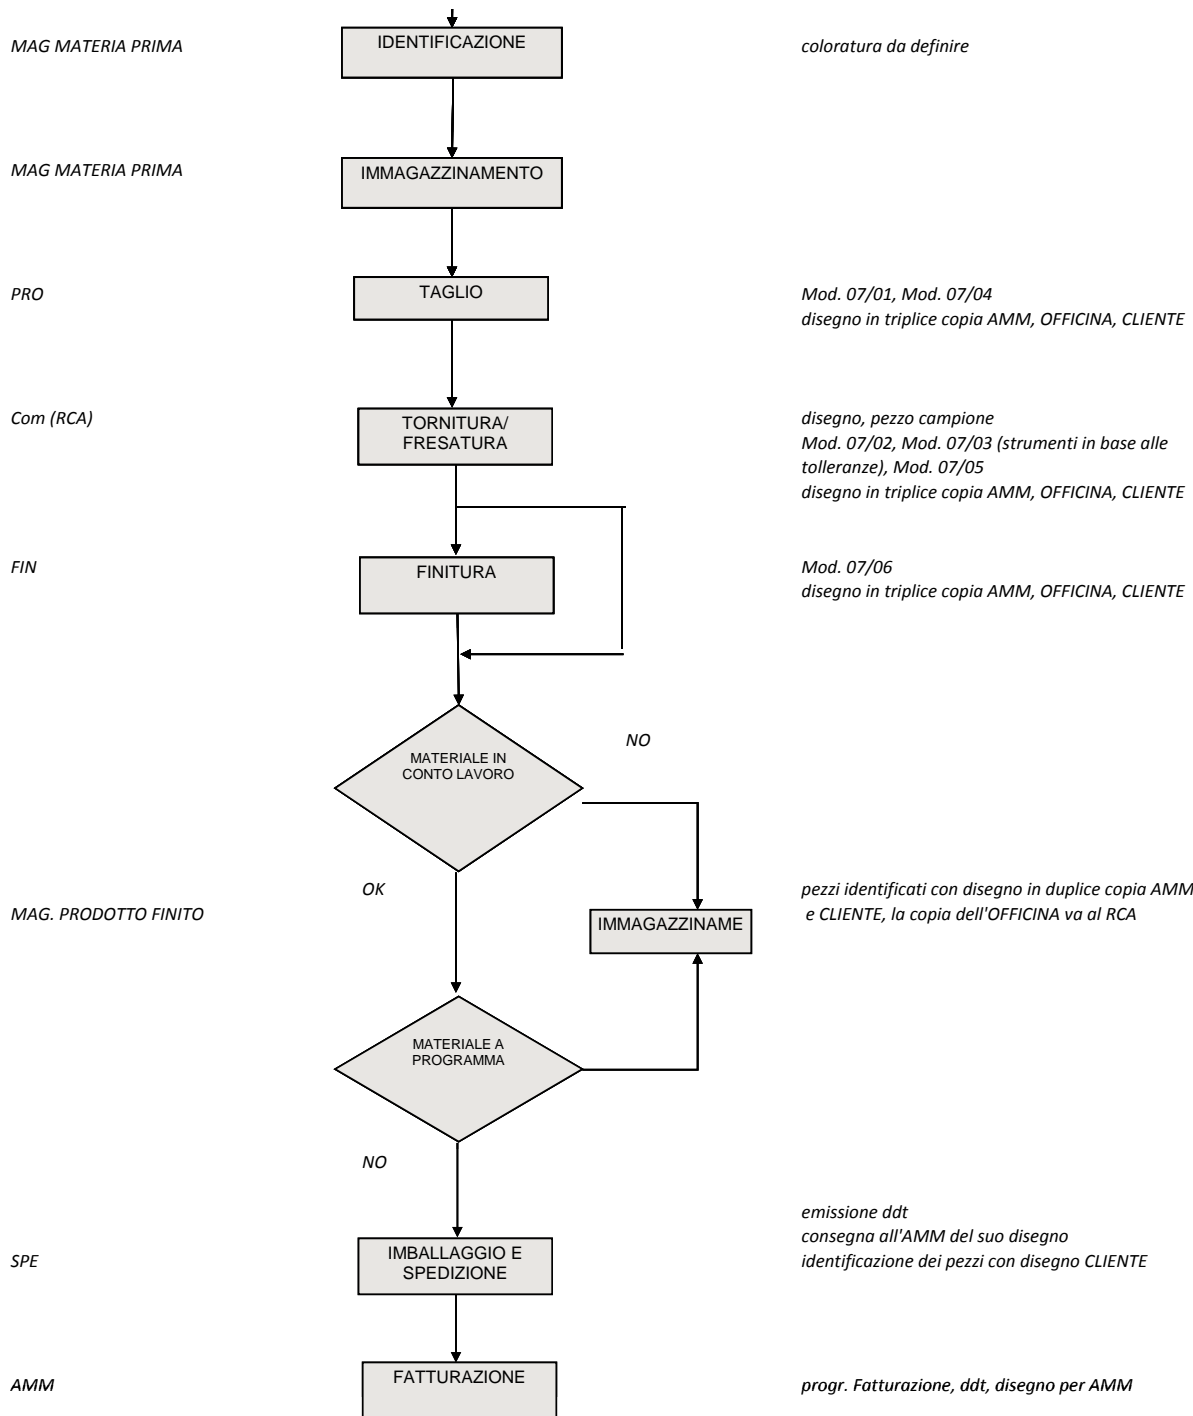 MAG MATERIA PRIMA
IDENTIFICAZIONE
coloratura da definire
MAG MATERIA PRIMA
IMMAGAZZINAMENTO
PRO
TAGLIO
Mod. 07/01, Mod. 07/04
disegno in triplice copia AMM, OFFICINA, CLIENTE
Com (RCA)
TORNITURA/
FRESATURA
disegno, pezzo campione
Mod. 07/02, Mod. 07/03 (strumenti in base alle
tolleranze), Mod. 07/05
disegno in triplice copia AMM, OFFICINA, CLIENTE
FIN
FINITURA
Mod. 07/06
disegno in triplice copia AMM, OFFICINA, CLIENTE
MATERIALE IN
CONTO LAVORO
NO
OK
MAG. PRODOTTO FINITO
IMMAGAZZINAME
pezzi identificati con disegno in duplice copia AMM
e CLIENTE, la copia dell'OFFICINA va al RCA
MATERIALE A
PROGRAMMA
NO
SPE
IMBALLAGGIO E
SPEDIZIONE
emissione ddt
consegna all'AMM del suo disegno
identificazione dei pezzi con disegno CLIENTE
AMM
FATTURAZIONE
progr. Fatturazione, ddt, disegno per AMM